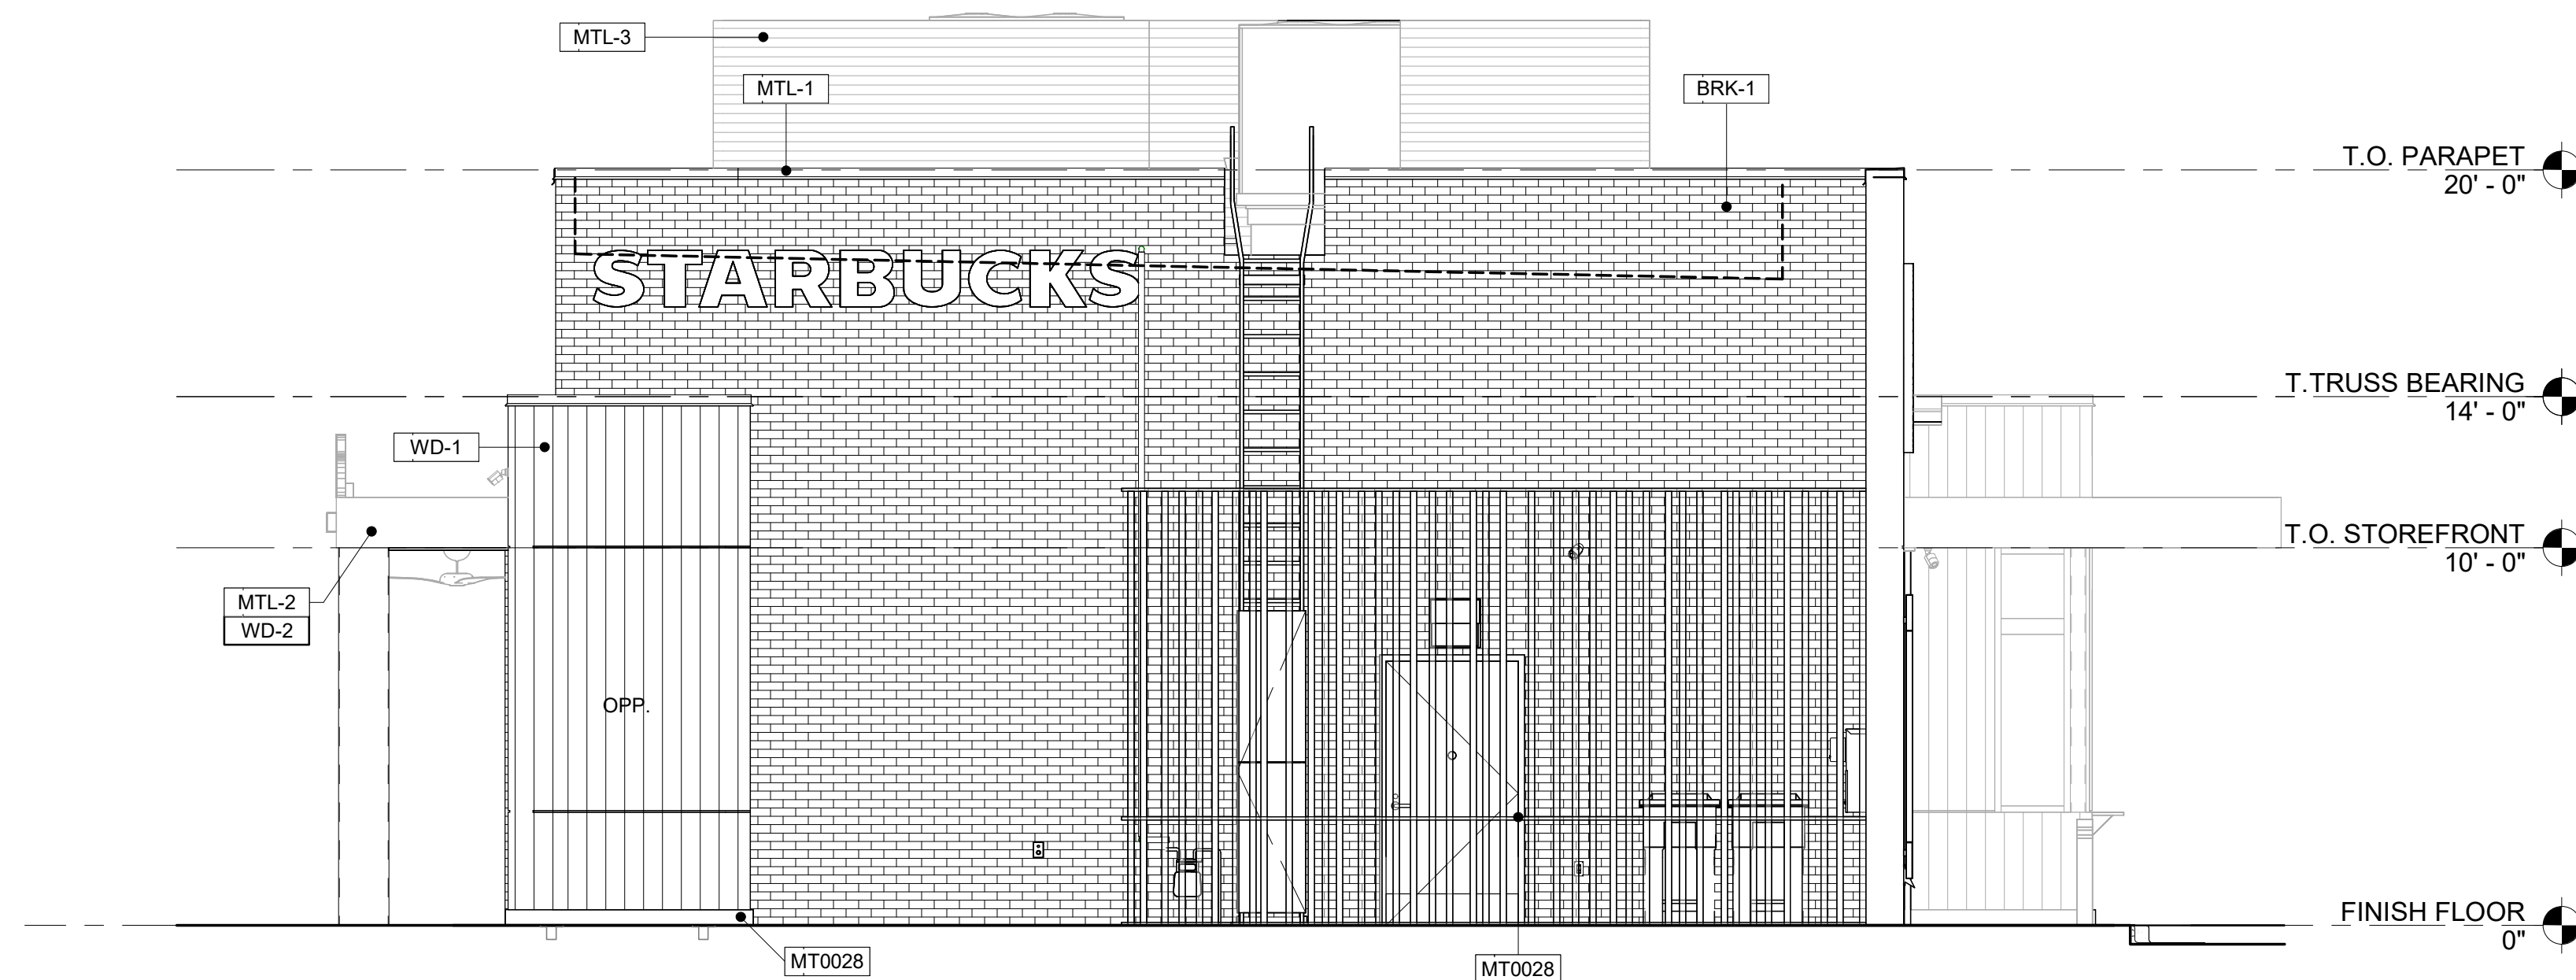 MTL-3
MTL-1
BRK-1
T.O. PARAPET
20' - 0"
STARBUCKS
T.TRUSS BEARING
14' - 0"
WD-1
T.O. STOREFRONT
10' - 0"
MTL-2
WD-2
OPP.
FINISH FLOOR
0"
MT0028
MT0028